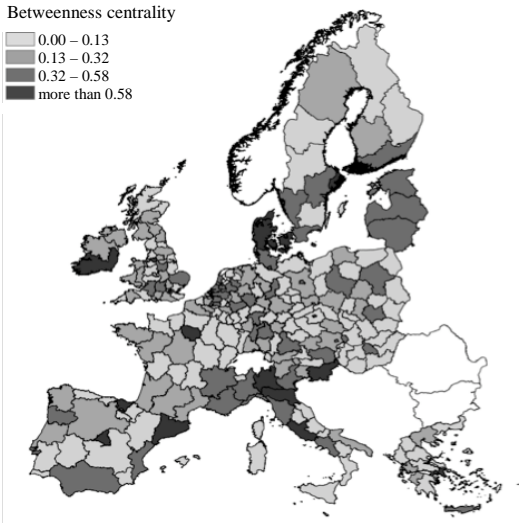 Betweenness centrality
0.00 – 0.13
0.13 – 0.32
0.32 – 0.58
more than 0.58